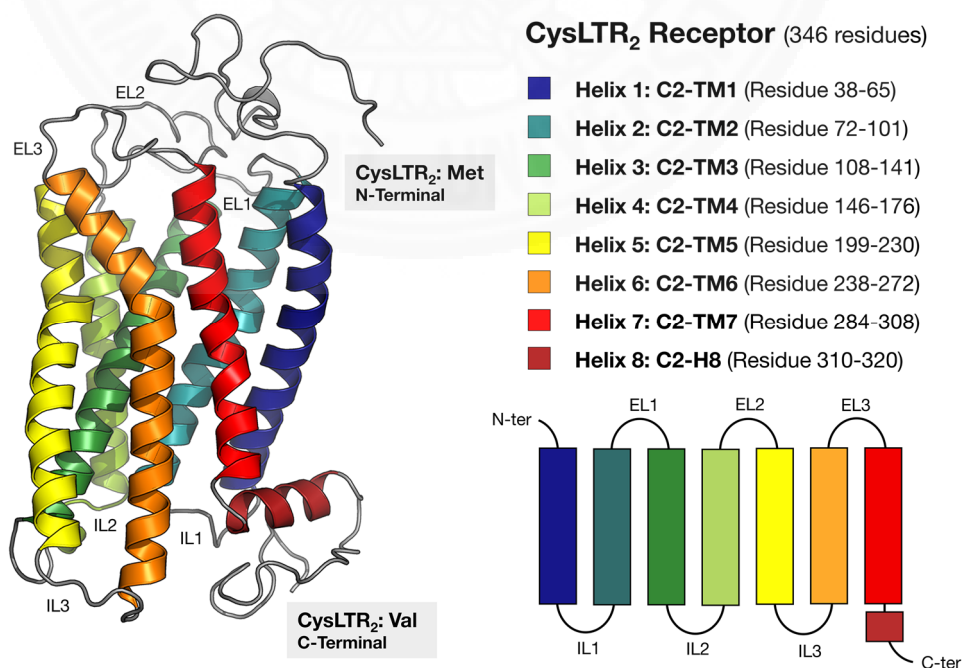 CysLTR₂ Receptor (346 residues)
Helix 1: C2-TM1 (Residue 38-65)
Helix 2: C2-TM2 (Residue 72-101)
Helix 3: C2-TM3 (Residue 108-141)
Helix 4: C2-TM4 (Residue 146-176)
Helix 5: C2-TM5 (Residue 199-230)
Helix 6: C2-TM6 (Residue 238-272)
Helix 7: C2-TM7 (Residue 284-308)
Helix 8: C2-H8 (Residue 310-320)
EL2
EL3
EL1
CysLTR₂: Met
N-Terminal
IL2
IL1
IL3
CysLTR₂: Val
C-Terminal
N-ter
EL1
EL2
EL3
IL1
IL2
IL3
C-ter